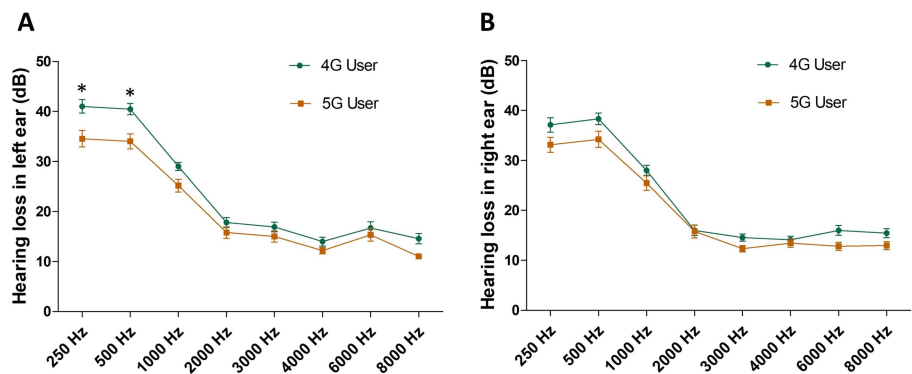 A
Hearing loss in left ear (dB)
50
40
30
20
10
0
* *
4G User
5G User
250 Hz
500 Hz
1000 Hz
2000 Hz
3000 Hz
4000 Hz
6000 Hz
8000 Hz
B
Hearing loss in right ear (dB)
50
40
30
20
10
0
4G User
5G User
250 Hz
500 Hz
1000 Hz
2000 Hz
3000 Hz
4000 Hz
6000 Hz
8000 Hz